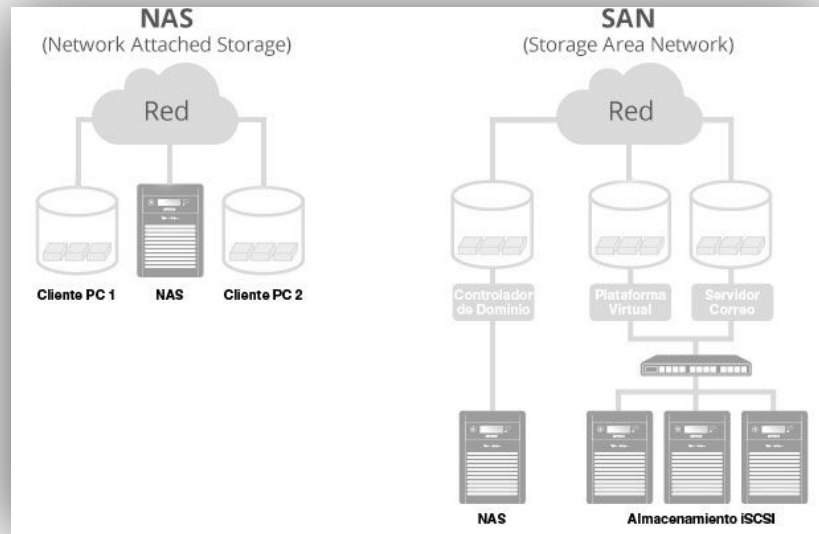 NAS
(Network Attached Storage)
Red
Cliente PC 1
NAS
Cliente PC 2
SAN
(Storage Area Network)
Red
Controlador
de Dominio
Plataforma
Virtual
Servidor
Correo
NAS
Almacenamiento iSCSI